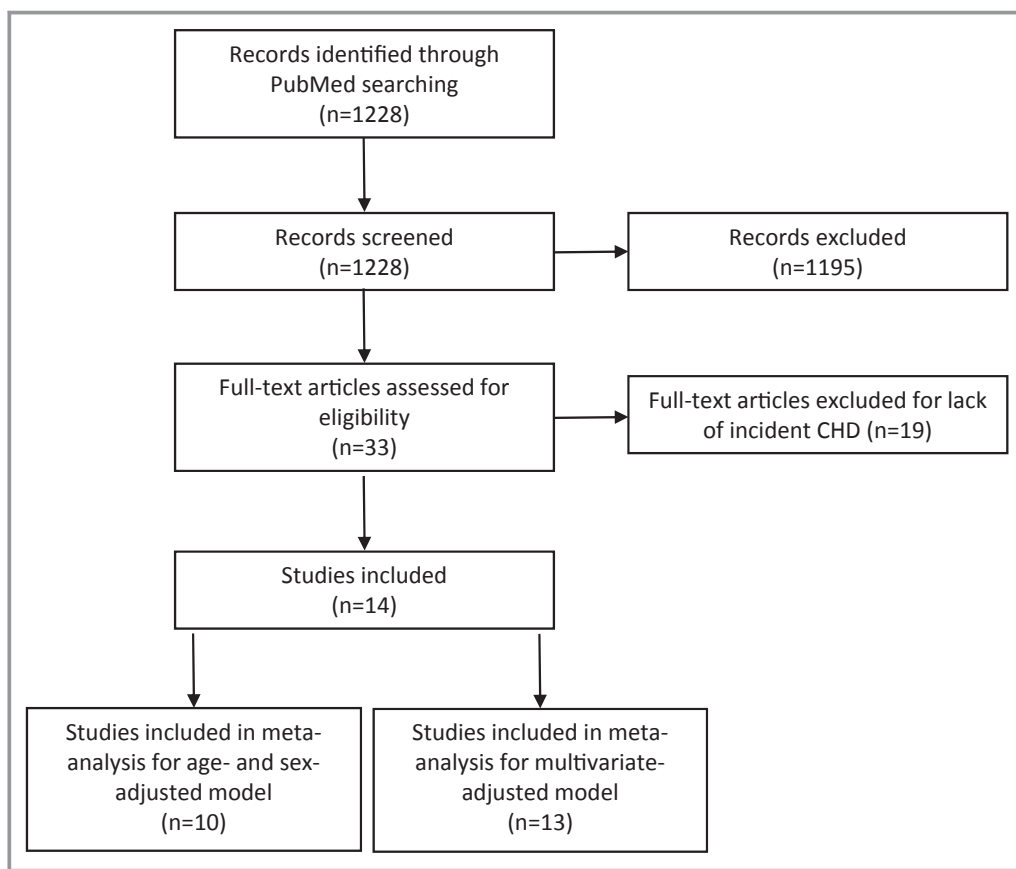 Records identified through
PubMed searching
(n=1228)
Records screened
(n=1228)
Records excluded
(n=1195)
Full-text articles assessed for
eligibility
(n=33)
Full-text articles excluded for lack
of incident CHD (n=19)
Studies included
(n=14)
Studies included in meta-
analysis for age- and sex-
adjusted model
(n=10)
Studies included in meta-
analysis for multivariate-
adjusted model
(n=13)